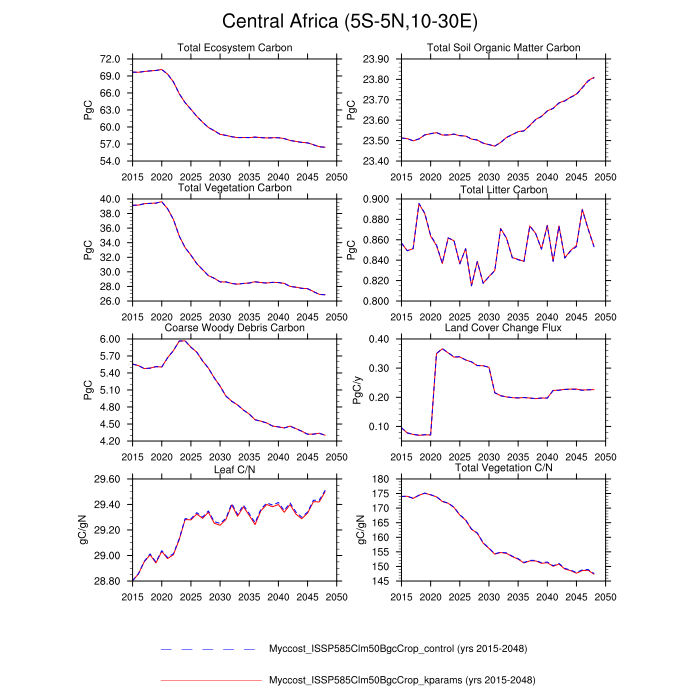 Central Africa (5S-5N,10-30E)
Total Ecosystem Carbon
Total Soil Organic Matter Carbon
72.0
69.0
66.0
63.0
60.0
57.0
54.0
PgC
2015 2020 2025 2030 2035 2040 2045 2050
23.90
23.80
23.70
23.60
23.50
23.40
PgC
2015 2020 2025 2030 2035 2040 2045 2050
Total Vegetation Carbon
Total Litter Carbon
40.0
38.0
36.0
34.0
32.0
30.0
28.0
26.0
PgC
2015 2020 2025 2030 2035 2040 2045 2050
0.900
0.880
0.860
0.840
0.820
0.800
PgC
2015 2020 2025 2030 2035 2040 2045 2050
Coarse Woody Debris Carbon
Land Cover Change Flux
6.00
5.70
5.40
5.10
4.80
4.50
4.20
PgC
2015 2020 2025 2030 2035 2040 2045 2050
0.40
0.30
0.20
0.10
PgC/y
2015 2020 2025 2030 2035 2040 2045 2050
Leaf C/N
Total Vegetation C/N
29.60
29.40
29.20
29.00
28.80
gC/gN
2015 2020 2025 2030 2035 2040 2045 2050
180
175
170
165
160
155
150
145
gC/gN
2015 2020 2025 2030 2035 2040 2045 2050
Myccost_ISSP585Clm50BgcCrop_control (yrs 2015-2048)
Myccost_ISSP585Clm50BgcCrop_kparams (yrs 2015-2048)